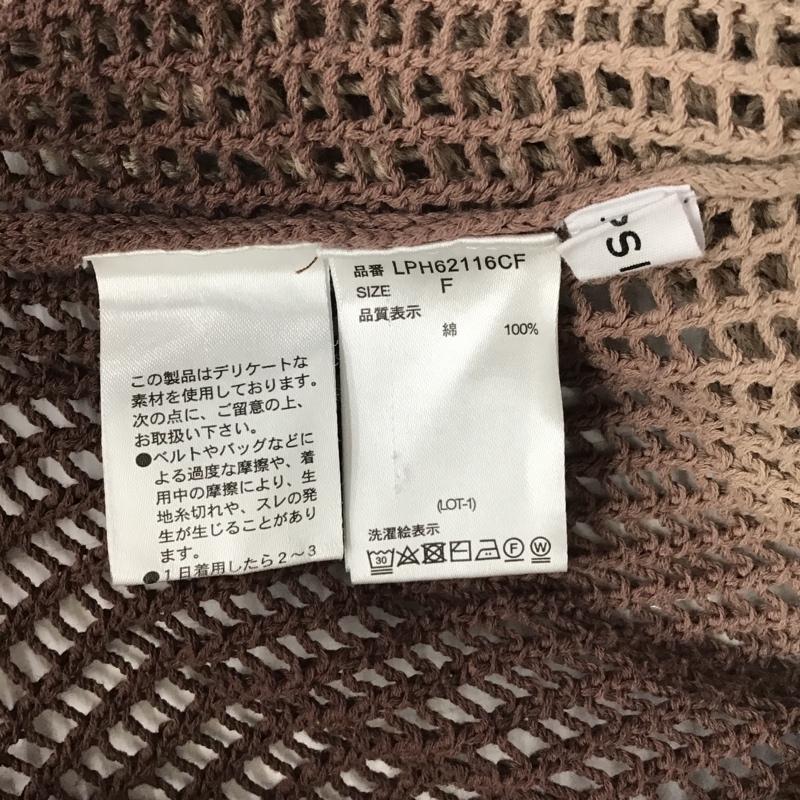 この製品はデリケートな
素材を使用しております。
次の点に、ご留意の上、
お取扱い下さい。
●ベルトやバッグなどに
よる過度な摩擦や、着
用中の摩擦により、生
地糸切れや、スレの発
生が生じることがあり
ます。
●1日着用したら2〜3
品番 LPH62116CF
SIZE F
品質表示
綿 100%
(LOT-1)
洗濯絵表示
30 F W